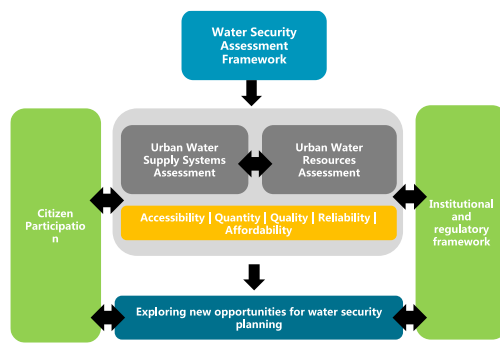 Water Security
Assessment
Framework
Urban Water
Supply Systems
Assessment
Urban Water
Resources
Assessment
Citizen
Participatio
n
Accessibility | Quantity | Quality | Reliability |
Affordability
Institutional
and
regulatory
framework
Exploring new opportunities for water security
planning